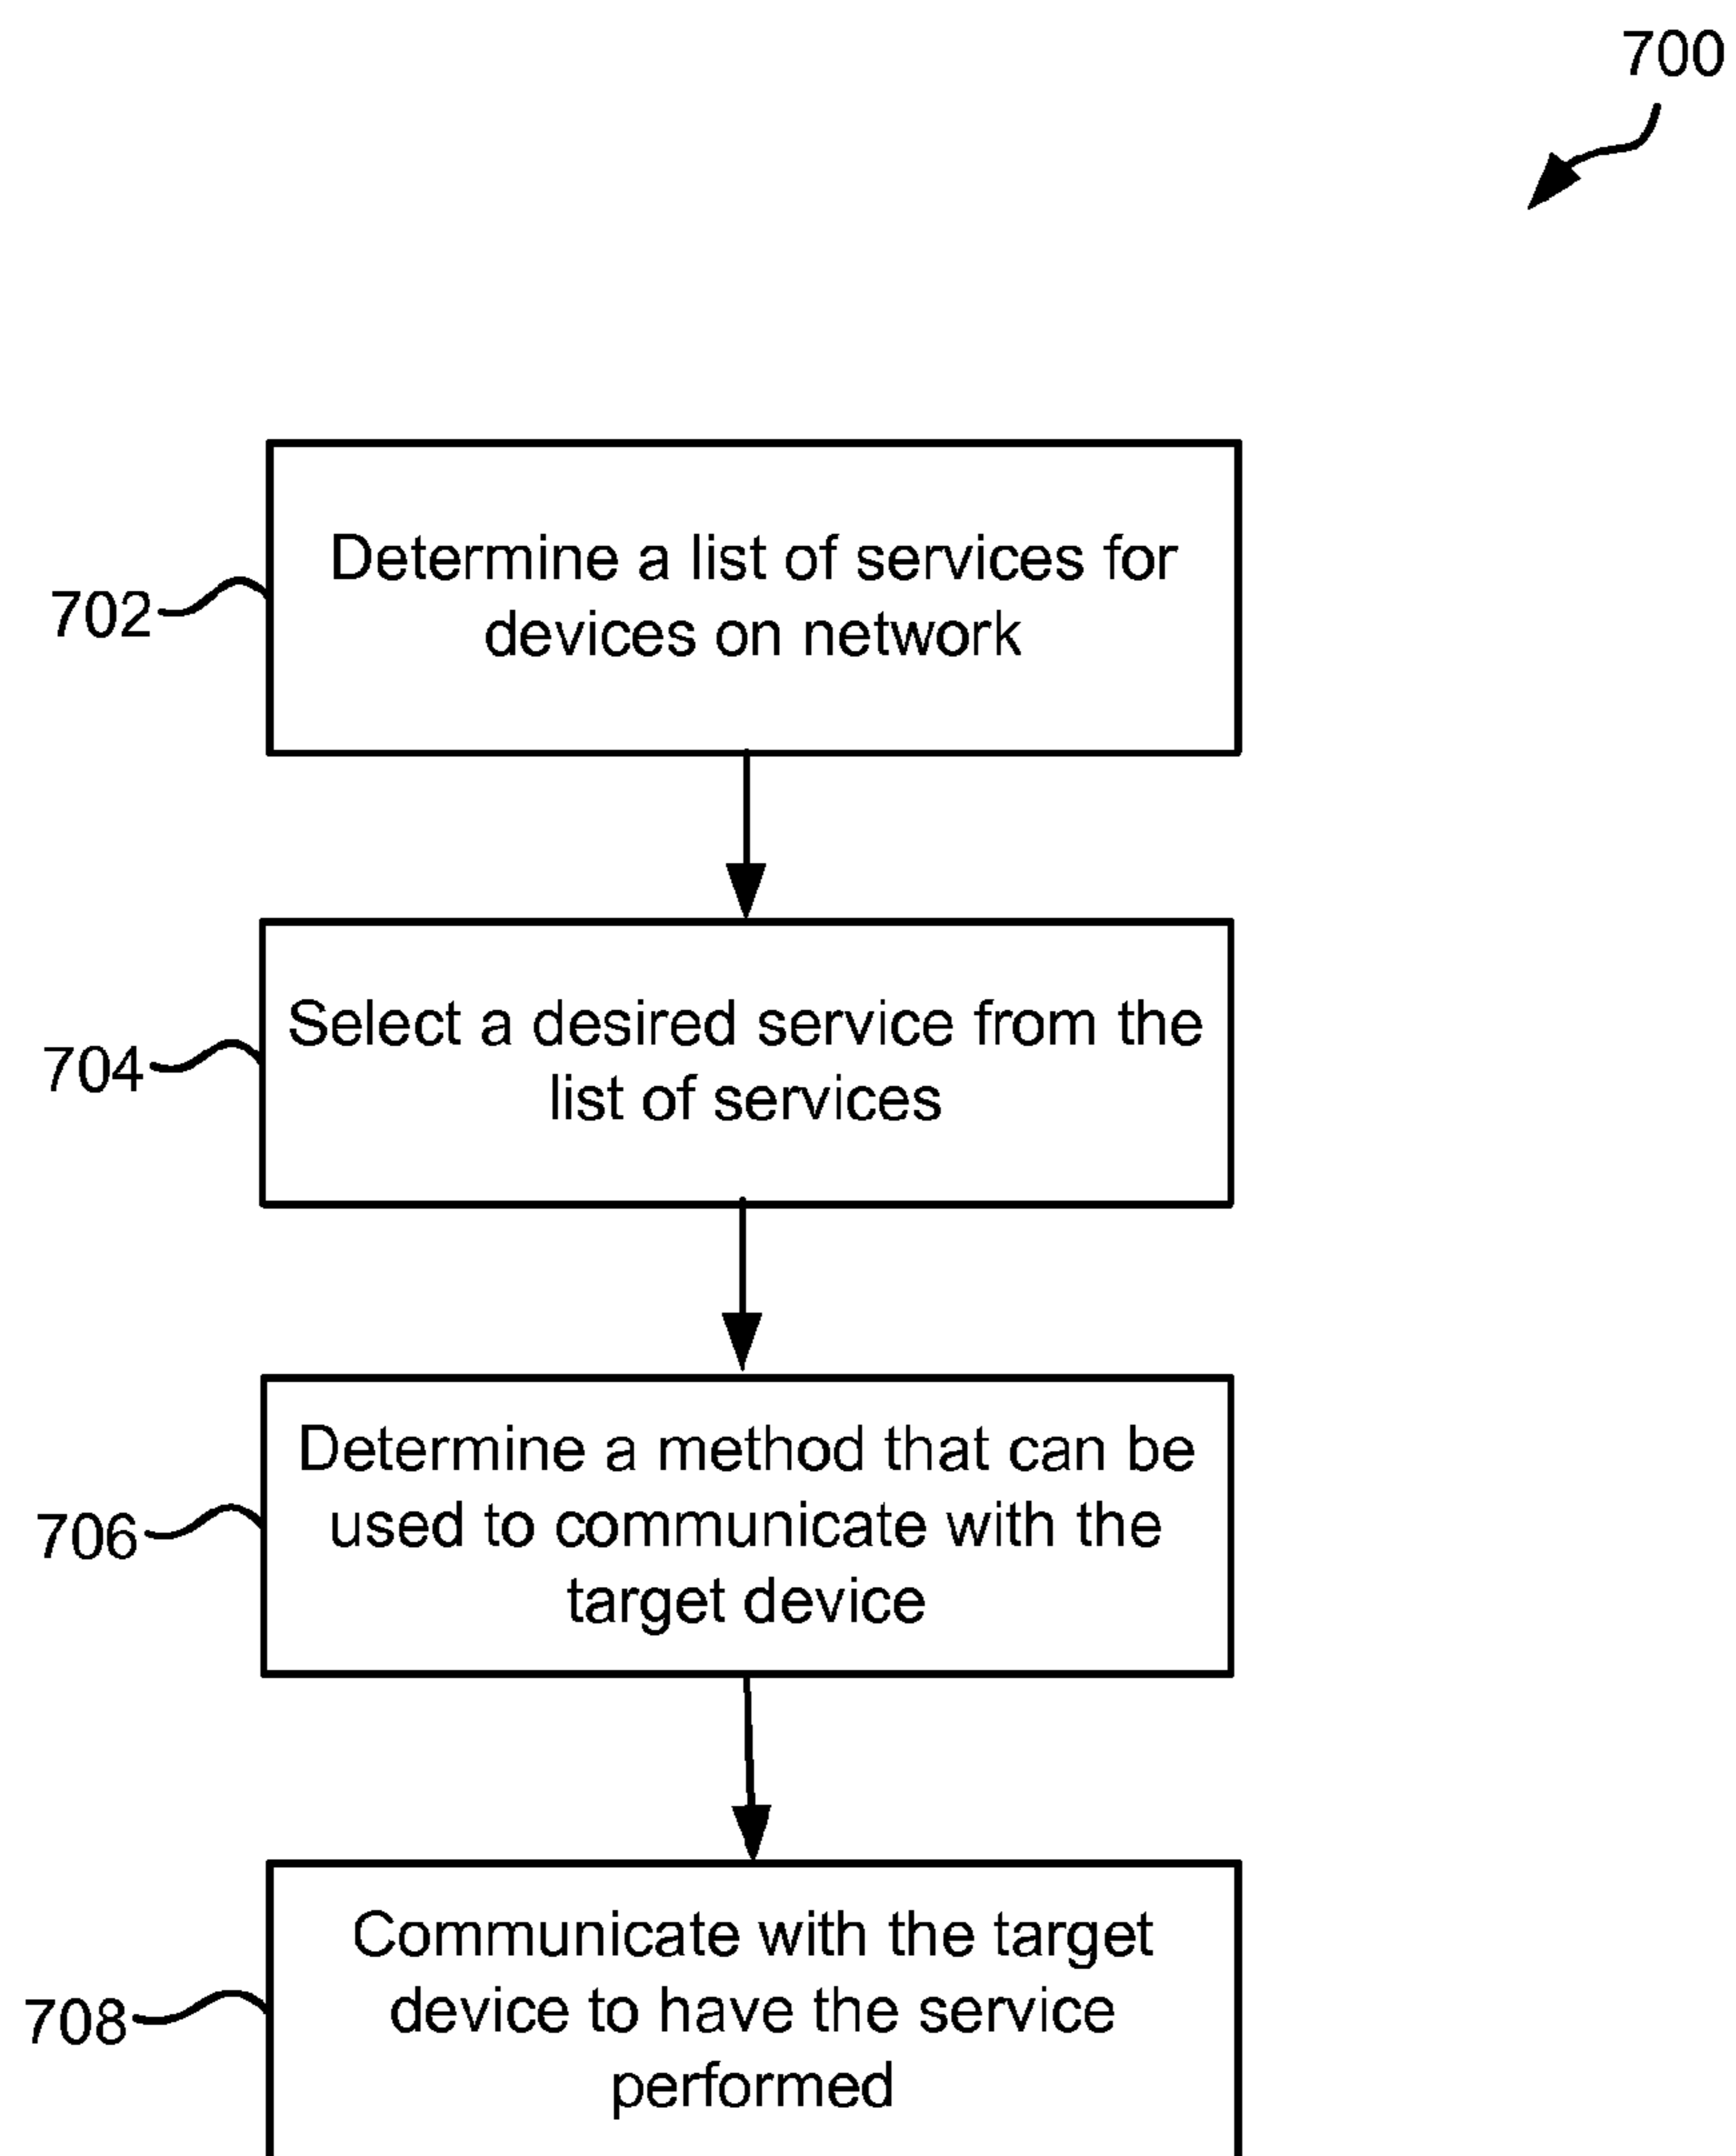 700
702
Determine a list of services for
devices on network
704
Select a desired service from the
list of services
706
Determine a method that can be
used to communicate with the
target device
708
Communicate with the target
device to have the service
performed